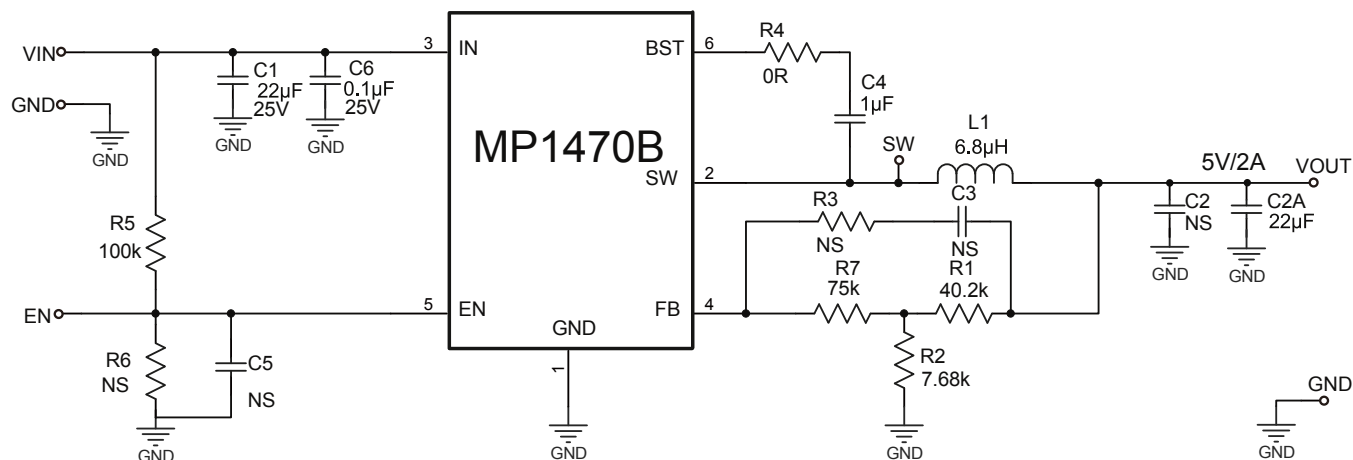 VIN
GND
GND
C1
22µF
25V
GND
C6
0.1µF
25V
GND
3
IN
BST
6
R4
0R
C4
1µF
MP1470B
SW
2
SW
L1
6.8µH
5V/2A
VOUT
C2
NS
GND
C2A
22µF
GND
R3
NS
C3
NS
R5
100k
R7
75k
R1
40.2k
EN
5
EN
FB
4
GND
1
GND
R6
NS
C5
NS
GND
R2
7.68k
GND
GND
GND